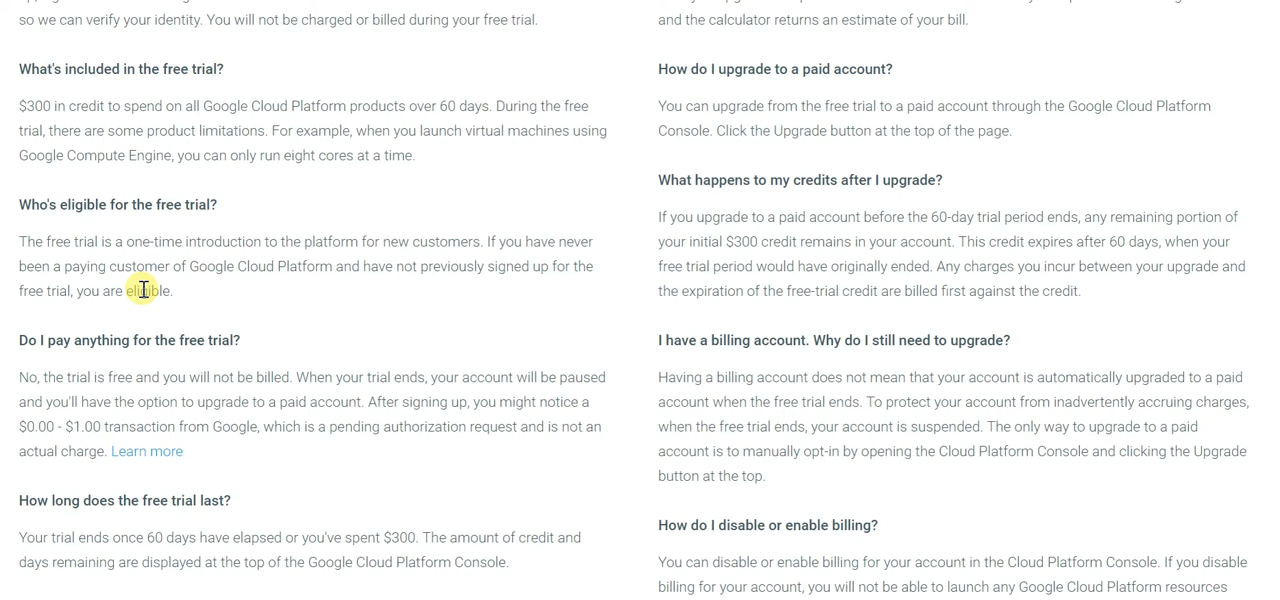 so we can verify your identity. You will not be charged or billed during your free trial.
What's included in the free trial?
$300 in credit to spend on all Google Cloud Platform products over 60 days. During the free
trial, there are some product limitations. For example, when you launch virtual machines using
Google Compute Engine, you can only run eight cores at a time.
Who's eligible for the free trial?
The free trial is a one-time introduction to the platform for new customers. If you have never
been a paying customer of Google Cloud Platform and have not previously signed up for the
free trial, you are eligible.
Do I pay anything for the free trial?
No, the trial is free and you will not be billed. When your trial ends, your account will be paused
and you'll have the option to upgrade to a paid account. After signing up, you might notice a
$0.00 - $1.00 transaction from Google, which is a pending authorization request and is not an
actual charge. Learn more
How long does the free trial last?
Your trial ends once 60 days have elapsed or you've spent $300. The amount of credit and
days remaining are displayed at the top of the Google Cloud Platform Console.
and the calculator returns an estimate of your bill.
How do I upgrade to a paid account?
You can upgrade from the free trial to a paid account through the Google Cloud Platform
Console. Click the Upgrade button at the top of the page.
What happens to my credits after I upgrade?
If you upgrade to a paid account before the 60-day trial period ends, any remaining portion of
your initial $300 credit remains in your account. This credit expires after 60 days, when your
free trial period would have originally ended. Any charges you incur between your upgrade and
the expiration of the free-trial credit are billed first against the credit.
I have a billing account. Why do I still need to upgrade?
Having a billing account does not mean that your account is automatically upgraded to a paid
account when the free trial ends. To protect your account from inadvertently accruing charges,
when the free trial ends, your account is suspended. The only way to upgrade to a paid
account is to manually opt-in by opening the Cloud Platform Console and clicking the Upgrade
button at the top.
How do I disable or enable billing?
You can disable or enable billing for your account in the Cloud Platform Console. If you disable
billing for your account, you will not be able to launch any Google Cloud Platform resources